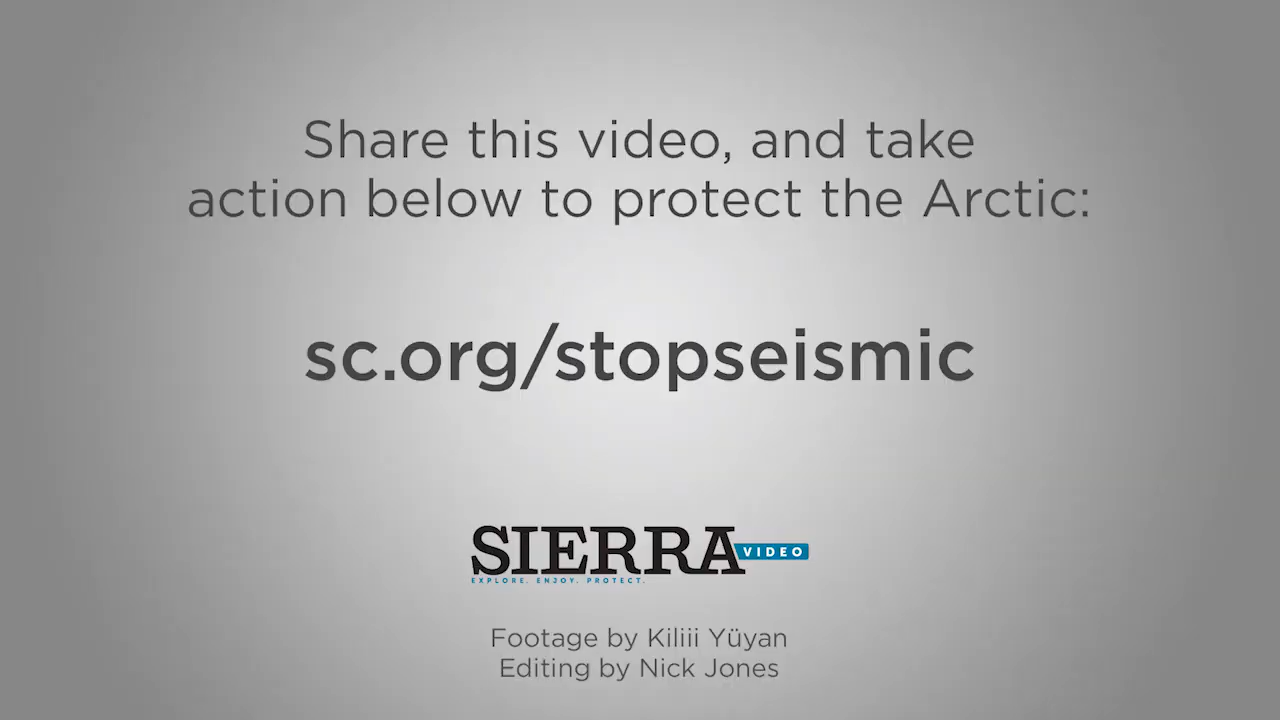 Share this video, and take
action below to protect the Arctic:
sc.org/stopseismic
SIERRA VIDEO
EXPLORE. ENJOY. PROTECT.
Footage by Kiliii Yüyan
Editing by Nick Jones